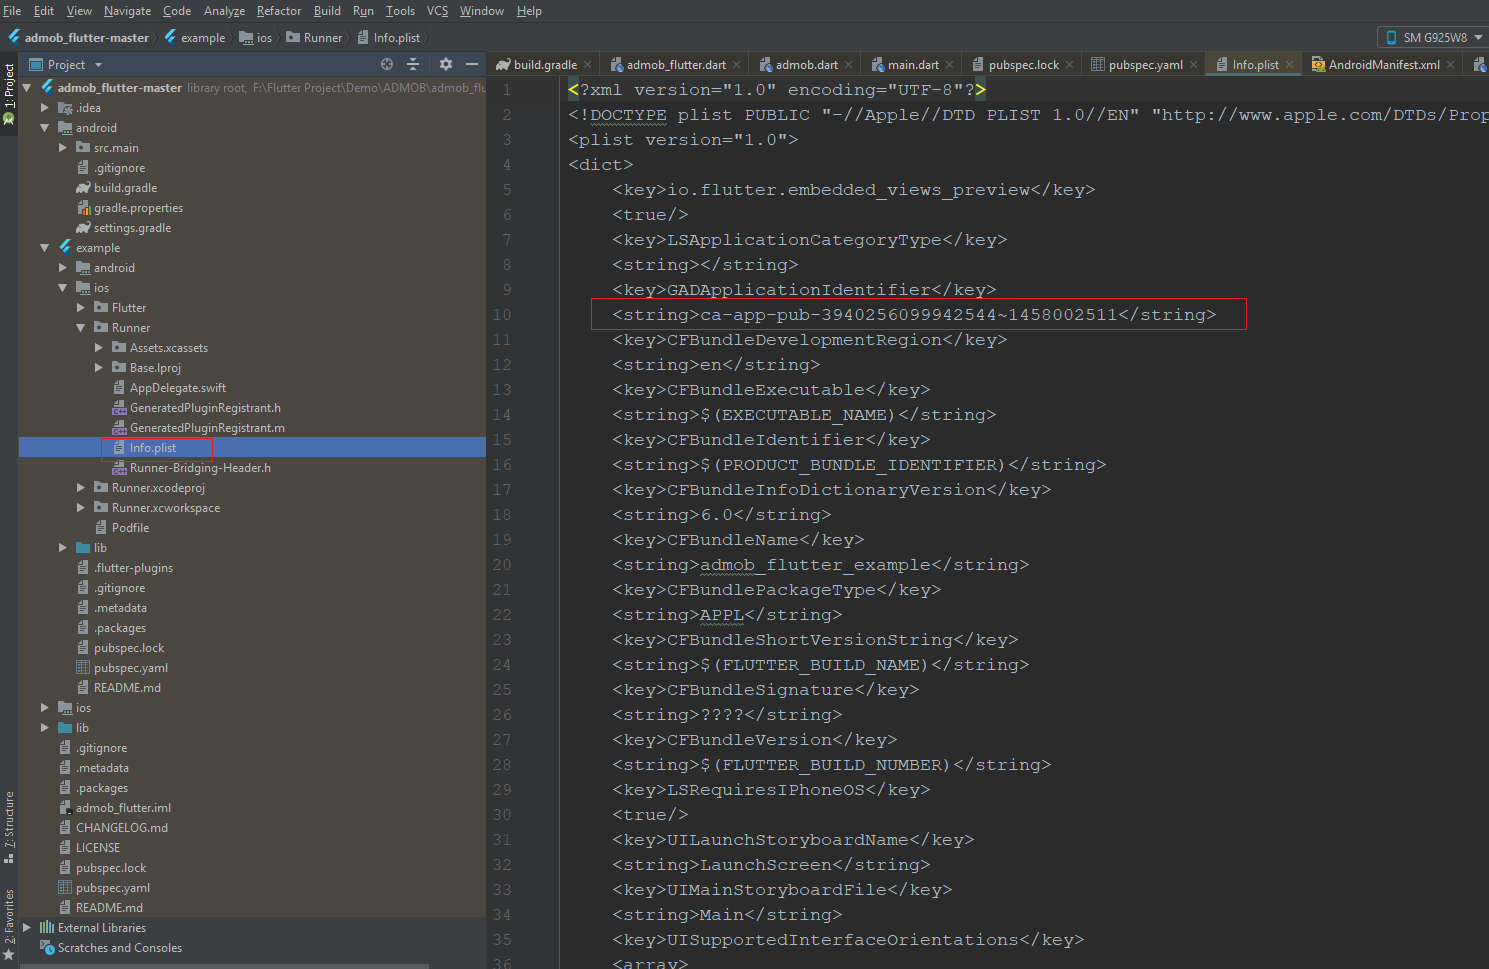 File Edit View Navigate Code Analyze Refactor Build Run Tools VCS Window Help
admob_flutter-master example ios Runner Info.plist SM G925W8
Project build.gradle admob_flutter.dart admob.dart main.dart pubspec.lock pubspec.yaml Info.plist AndroidManifest.xml
1: Project
7: Structure
2: Favorites
admob_flutter-master library root, F:\Flutter Project\Demo\ADMOB\admob_flu
.idea
android
src.main
.gitignore
build.gradle
gradle.properties
settings.gradle
example
android
ios
Flutter
Runner
Assets.xcassets
Base.lproj
AppDelegate.swift
GeneratedPluginRegistrant.h
GeneratedPluginRegistrant.m
Info.plist
Runner-Bridging-Header.h
Runner.xcodeproj
Runner.xcworkspace
Podfile
lib
.flutter-plugins
.gitignore
.metadata
.packages
pubspec.lock
pubspec.yaml
README.md
ios
lib
.gitignore
.metadata
.packages
admob_flutter.iml
CHANGELOG.md
LICENSE
pubspec.lock
pubspec.yaml
README.md
External Libraries
Scratches and Consoles
1 <?xml version="1.0" encoding="UTF-8"?>
2 <!DOCTYPE plist PUBLIC "-//Apple//DTD PLIST 1.0//EN" "http://www.apple.com/DTDs/Prop
3 <plist version="1.0">
4 <dict>
5 <key>io.flutter.embedded_views_preview</key>
6 <true/>
7 <key>LSApplicationCategoryType</key>
8 <string></string>
9 <key>GADApplicationIdentifier</key>
10 <string>ca-app-pub-3940256099942544~1458002511</string>
11 <key>CFBundleDevelopmentRegion</key>
12 <string>en</string>
13 <key>CFBundleExecutable</key>
14 <string>$(EXECUTABLE_NAME)</string>
15 <key>CFBundleIdentifier</key>
16 <string>$(PRODUCT_BUNDLE_IDENTIFIER)</string>
17 <key>CFBundleInfoDictionaryVersion</key>
18 <string>6.0</string>
19 <key>CFBundleName</key>
20 <string>admob_flutter_example</string>
21 <key>CFBundlePackageType</key>
22 <string>APPL</string>
23 <key>CFBundleShortVersionString</key>
24 <string>$(FLUTTER_BUILD_NAME)</string>
25 <key>CFBundleSignature</key>
26 <string>????</string>
27 <key>CFBundleVersion</key>
28 <string>$(FLUTTER_BUILD_NUMBER)</string>
29 <key>LSRequiresIPhoneOS</key>
30 <true/>
31 <key>UILaunchStoryboardName</key>
32 <string>LaunchScreen</string>
33 <key>UIMainStoryboardFile</key>
34 <string>Main</string>
35 <key>UISupportedInterfaceOrientations</key>
36 <array>